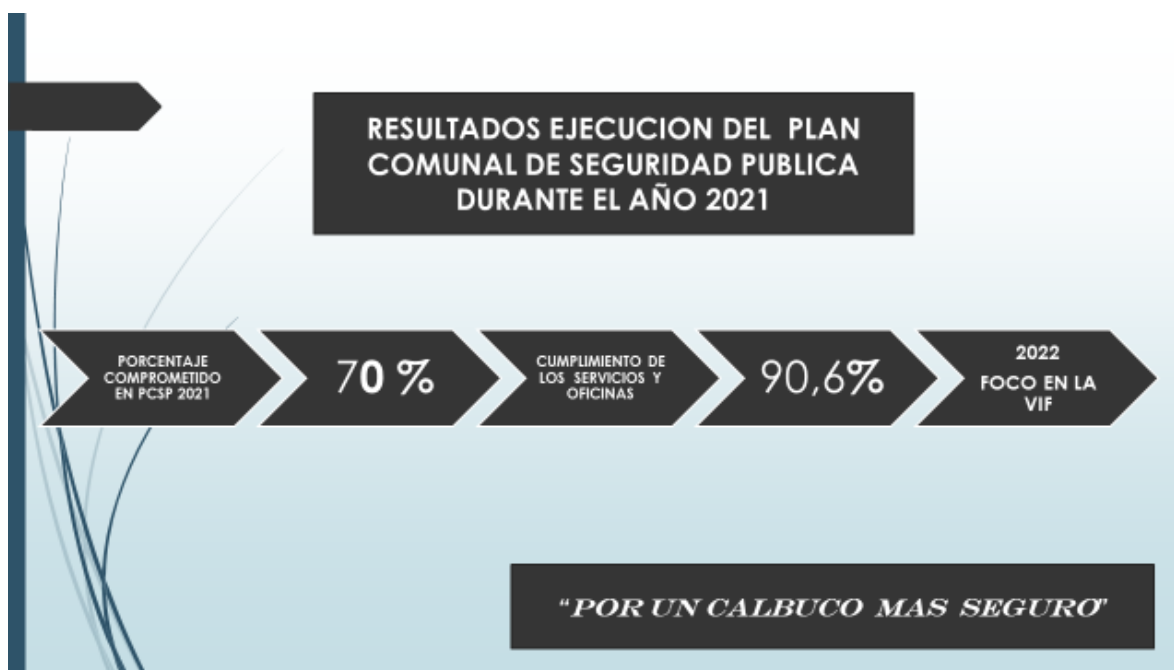 RESULTADOS EJECUCION DEL PLAN
COMUNAL DE SEGURIDAD PUBLICA
DURANTE EL AÑO 2021
PORCENTAJE
COMPROMETIDO
EN PCSP 2021
70 %
CUMPLIMIENTO DE
LOS SERVICIOS Y
OFICINAS
90,6%
2022
FOCO EN LA
VIF
“POR UN CALBUCO MAS SEGURO”